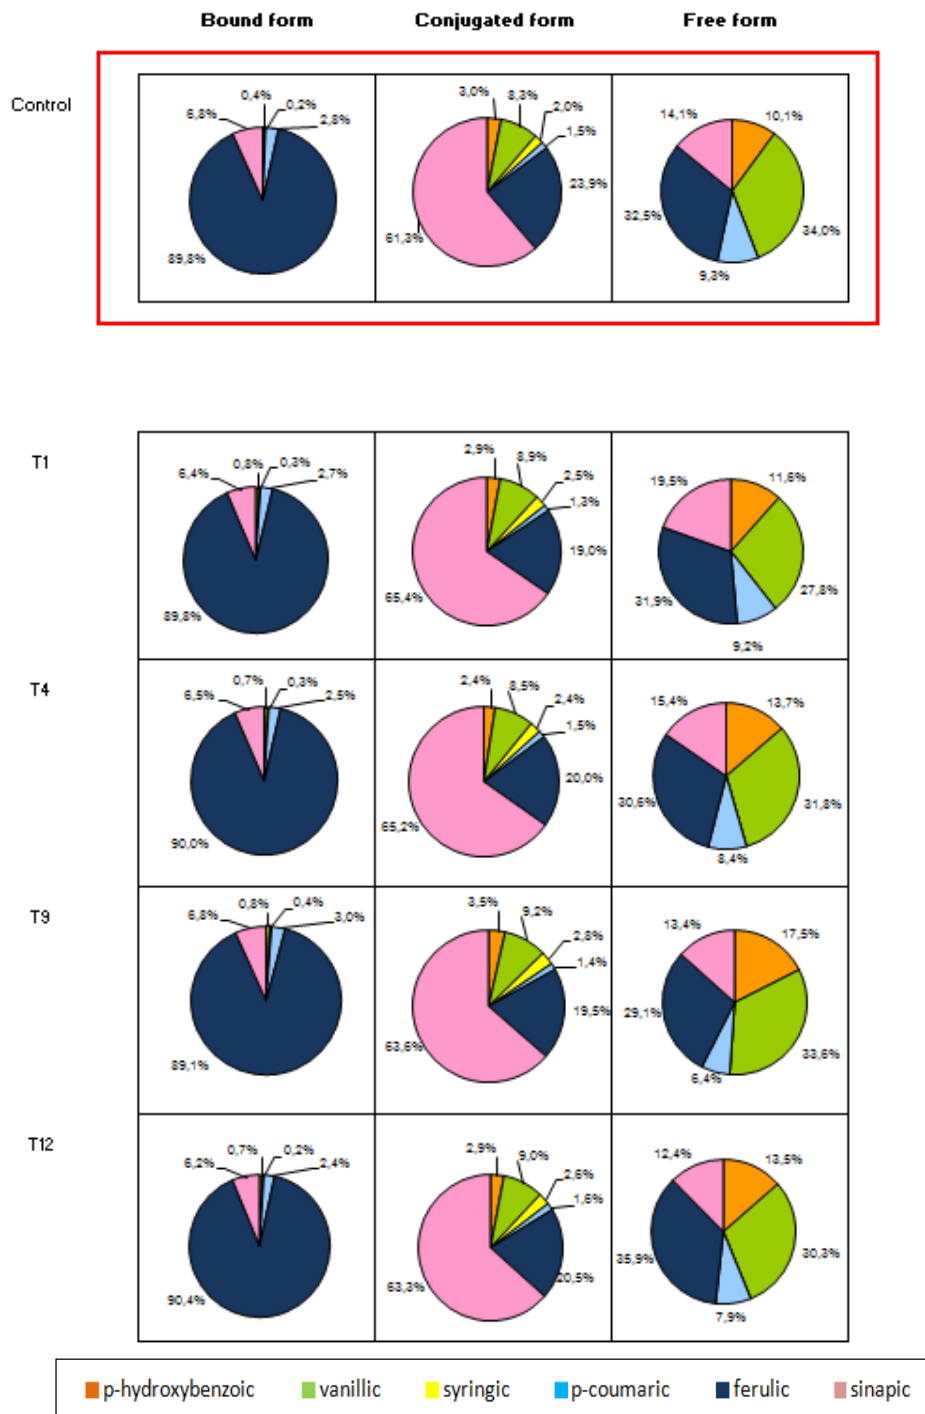 Bound form Conjugated form Free form
Control
0,4% 0,2% 6,8% 2,8% 89,8%
3,0% 8,3% 2,0% 1,5% 23,9% 61,3%
14,1% 10,1% 32,5% 34,0% 9,3%
T1
6,4% 0,8% 0,3% 2,7% 89,8%
2,9% 8,9% 2,5% 1,3% 19,0% 65,4%
19,5% 11,6% 27,8% 31,9% 9,2%
T4
6,5% 0,7% 0,3% 2,5% 90,0%
2,4% 8,5% 2,4% 1,5% 20,0% 65,2%
15,4% 13,7% 30,6% 31,8% 8,4%
T9
6,8% 0,8% 0,4% 3,0% 89,1%
3,5% 9,2% 2,8% 1,4% 19,5% 63,6%
13,4% 17,5% 29,1% 33,6% 6,4%
T12
6,2% 0,7% 0,2% 2,4% 90,4%
2,9% 9,0% 2,6% 1,6% 20,5% 63,3%
12,4% 13,5% 35,9% 30,3% 7,9%
p-hydroxybenzoic vanillic syringic p-coumaric ferulic sinapic